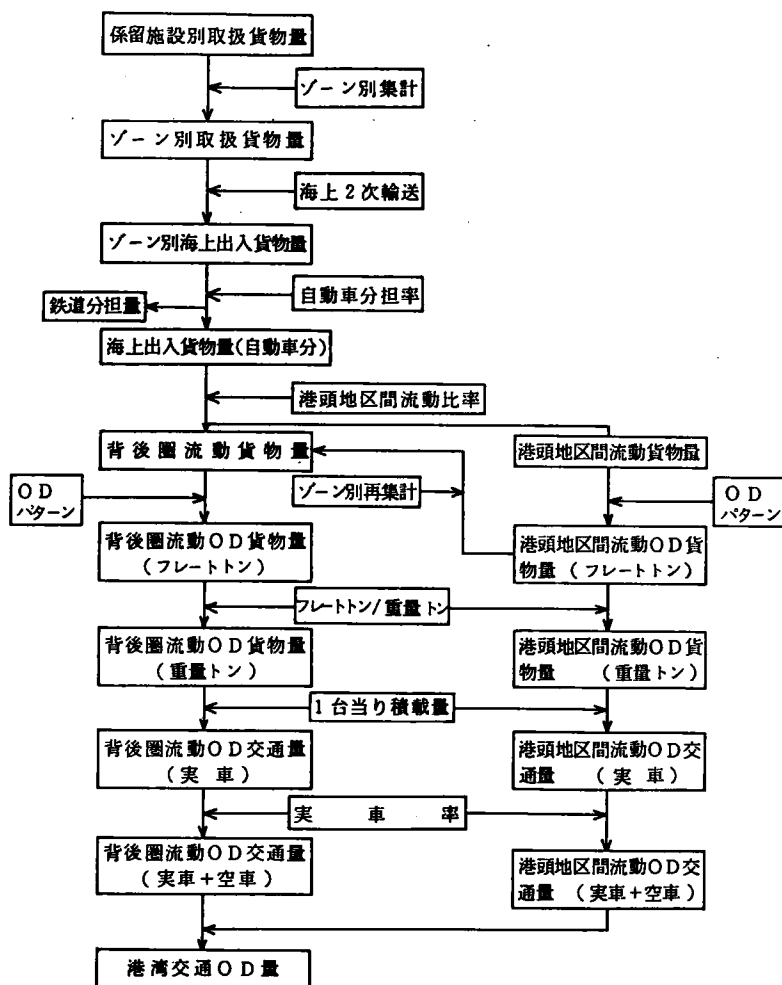 係留施設別取扱貨物量
ゾーン別集計
ゾーン別取扱貨物量
海上2次輸送
ゾーン別海上出入貨物量
自動車分担率
鉄道分担量
海上出入貨物量(自動車分)
港頭地区間流動比率
背後圏流動貨物量
港頭地区間流動貨物量
OD
パターン
ゾーン別再集計
OD
パターン
背後圏流動OD貨物量
(フレートトン)
港頭地区間流動OD貨
物量(フレートトン)
フレートトン/重量トン
背後圏流動OD貨物量
(重量トン)
港頭地区間流動OD貨
物量 (重量トン)
1台当り積載量
背後圏流動OD交通量
(実 車)
港頭地区間流動OD交
通量 (実 車)
実 車 率
背後圏流動OD交通量
(実車+空車)
港頭地区間流動OD交
通量 (実車+空車)
港湾交通OD量